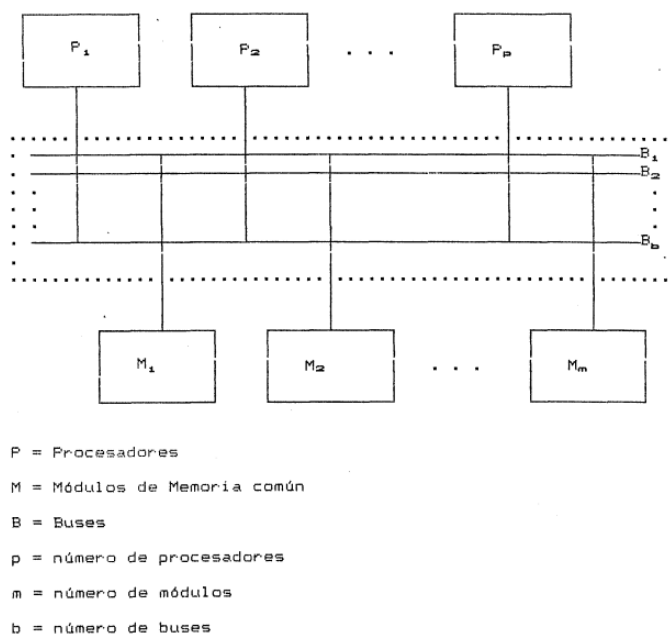 P₁ P₂ . . . Pₚ
B₁
B₂
B_b
M₁ M₂ . . . Mₘ
P = Procesadores
M = Módulos de Memoria común
B = Buses
p = número de procesadores
m = número de módulos
b = número de buses